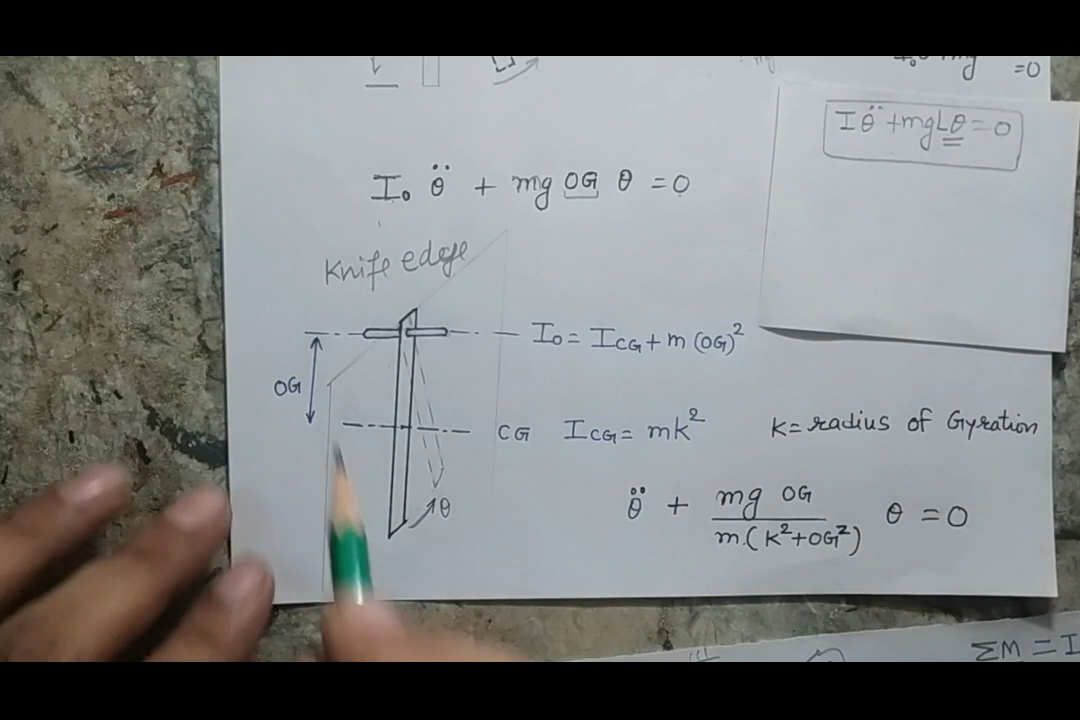 =0
I θ̈ + mgLθ = 0
I₀ θ̈ + mg OG θ = 0
Knife edge
I₀ = I_CG + m (OG)²
OG
CG I_CG = mk² K = radius of Gyration
θ
θ̈ + mg OG / m.(K² + OG²) θ = 0
ΣM = I